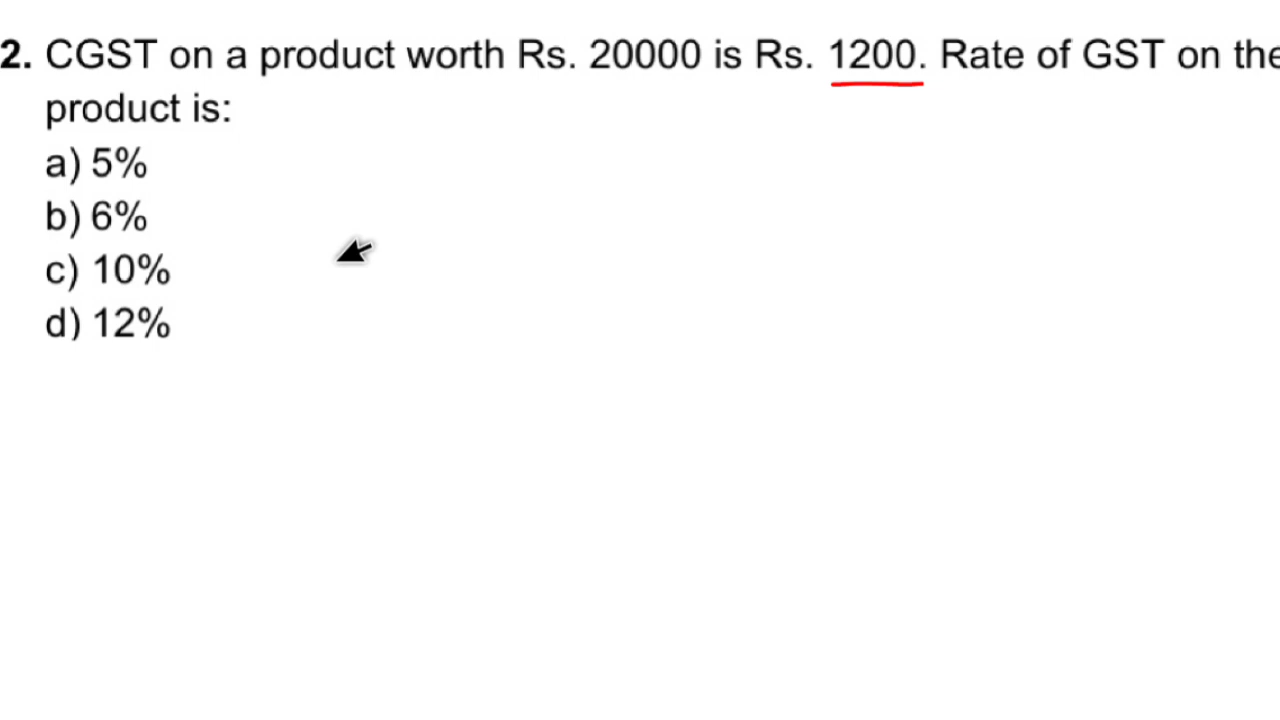 2. CGST on a product worth Rs. 20000 is Rs. 1200. Rate of GST on the
product is:
a) 5%
b) 6%
c) 10%
d) 12%